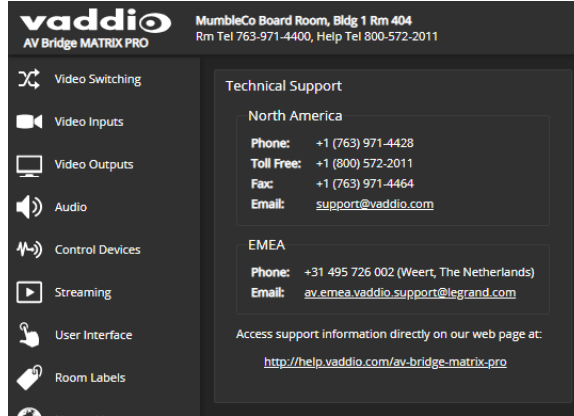 vaddio
AV Bridge MATRIX PRO
MumbleCo Board Room, Bldg 1 Rm 404
Rm Tel 763-971-4400, Help Tel 800-572-2011
Video Switching
Video Inputs
Video Outputs
Audio
Control Devices
Streaming
User Interface
Room Labels
Technical Support
North America
Phone: +1 (763) 971-4428
Toll Free: +1 (800) 572-2011
Fax: +1 (763) 971-4464
Email: support@vaddio.com
EMEA
Phone: +31 495 726 002 (Weert, The Netherlands)
Email: av.emea.vaddio.support@legrand.com
Access support information directly on our web page at:
http://help.vaddio.com/av-bridge-matrix-pro